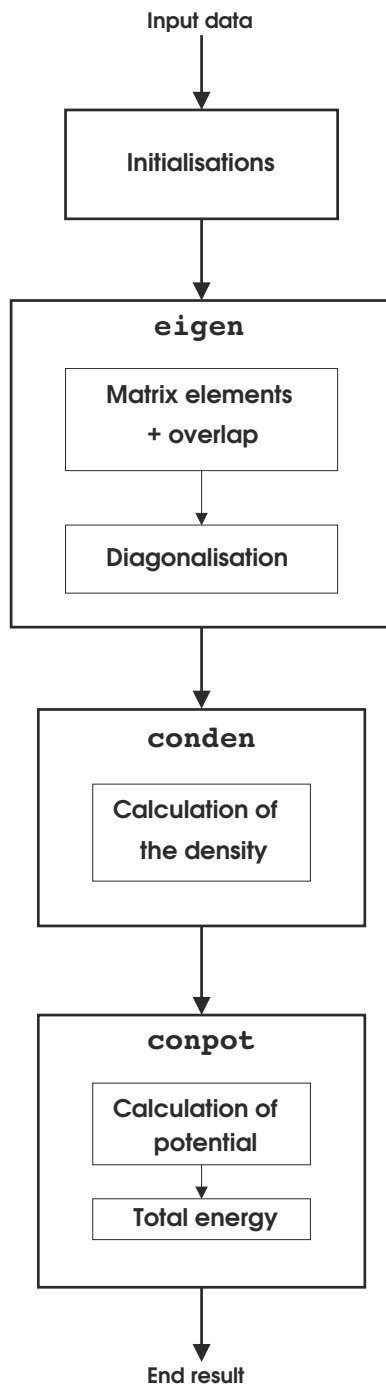 Input data
Initialisations
eigen
Matrix elements
+ overlap
Diagonalisation
conden
Calculation of
the density
conpot
Calculation of
potential
Total energy
End result